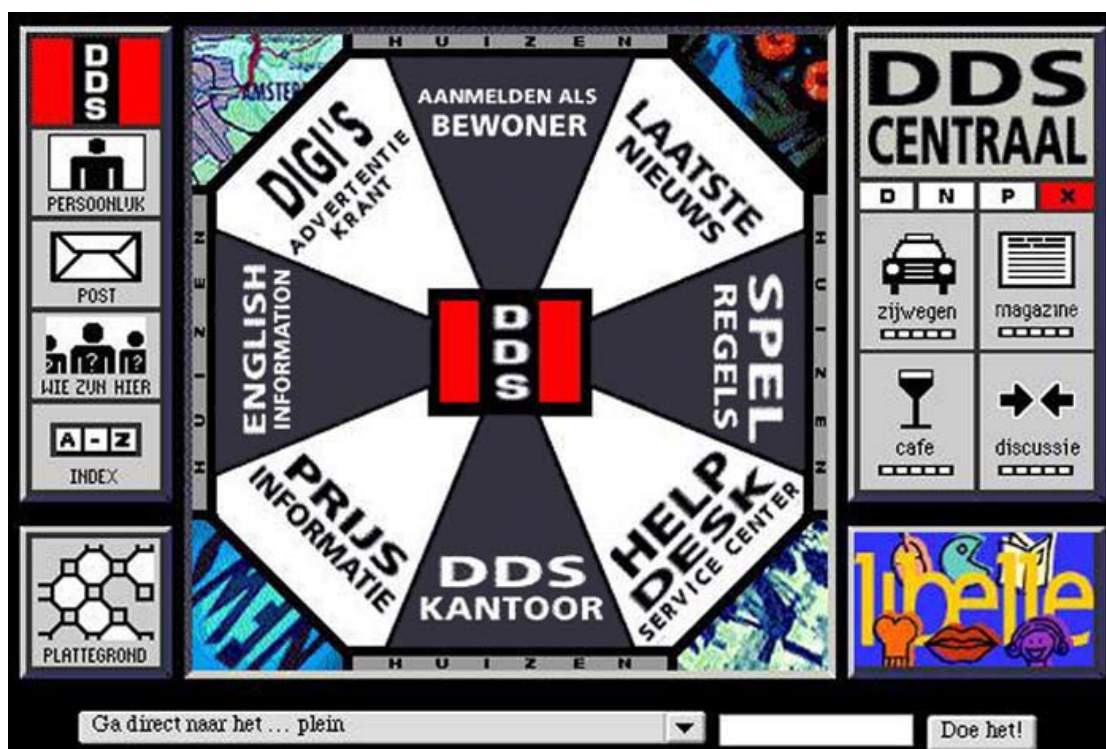 DDS
PERSOONLIJK
POST
WIE ZIJN HIER
A - Z
INDEX
PLATTEGROND
HUIZEN
AMSTER
AANMELDEN ALS
BEWONER
LAATSTE
NIEUWS
SPEL
REGELS
HELP
DESK
SERVICE CENTER
DDS
KANTOOR
PRIJS
INFORMATIE
ENGLISH
INFORMATION
DIGI'S
ADVERTENTIE
KRANT
DDS
HUIZEN
HUIZEN
HUIZEN
DDS
CENTRAAL
D N P X
zijwegen
magazine
cafe
discussie
libelle
Ga direct naar het ... plein
Doe het!